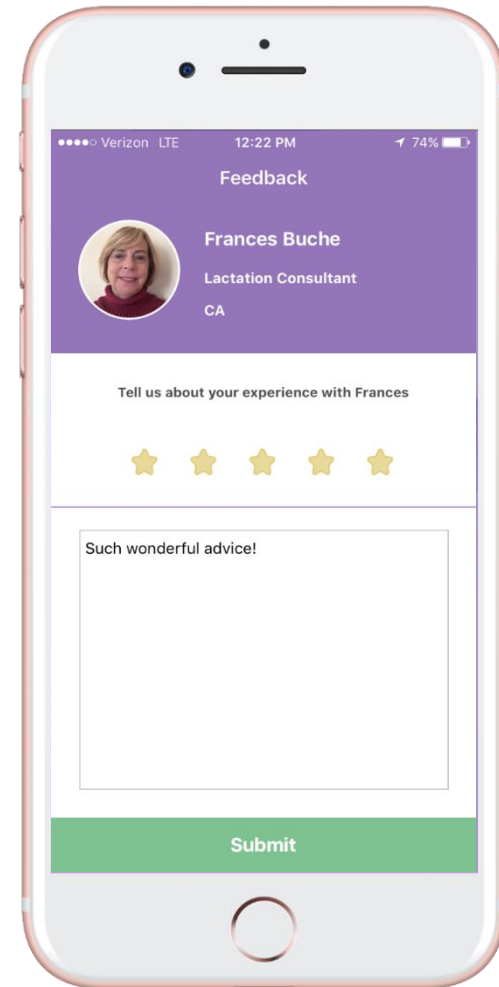 Verizon LTE 12:22 PM 74%
Feedback
Frances Buche
Lactation Consultant
CA
Tell us about your experience with Frances
Such wonderful advice!
Submit